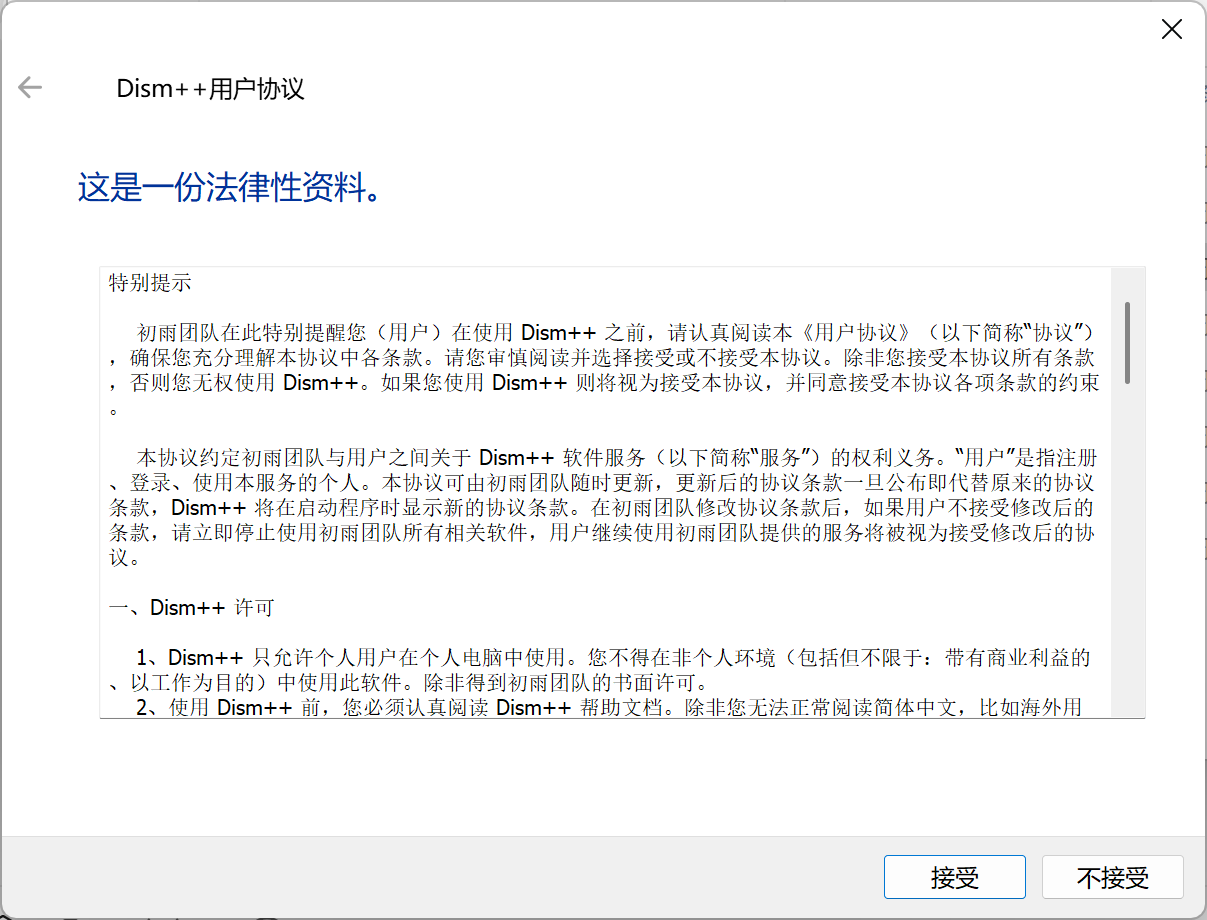 Dism++用户协议
这是一份法律性资料。
特别提示
初雨团队在此特别提醒您（用户）在使用 Dism++ 之前，请认真阅读本《用户协议》（以下简称“协议”）
，确保您充分理解本协议中各条款。请您审慎阅读并选择接受或不接受本协议。除非您接受本协议所有条款
，否则您无权使用 Dism++。如果您使用 Dism++ 则将视为接受本协议，并同意接受本协议各项条款的约束
。
本协议约定初雨团队与用户之间关于 Dism++ 软件服务（以下简称“服务”）的权利义务。“用户”是指注册
、登录、使用本服务的个人。本协议可由初雨团队随时更新，更新后的协议条款一旦公布即代替原来的协议
条款，Dism++ 将在启动程序时显示新的协议条款。在初雨团队修改协议条款后，如果用户不接受修改后的
条款，请立即停止使用初雨团队所有相关软件，用户继续使用初雨团队提供的服务将被视为接受修改后的协
议。
一、Dism++ 许可
1、Dism++ 只允许个人用户在个人电脑中使用。您不得在非个人环境（包括但不限于：带有商业利益的
、以工作为目的）中使用此软件。除非得到初雨团队的书面许可。
2、使用 Dism++ 前，您必须认真阅读 Dism++ 帮助文档。除非您无法正常阅读简体中文，比如海外用
接受
不接受